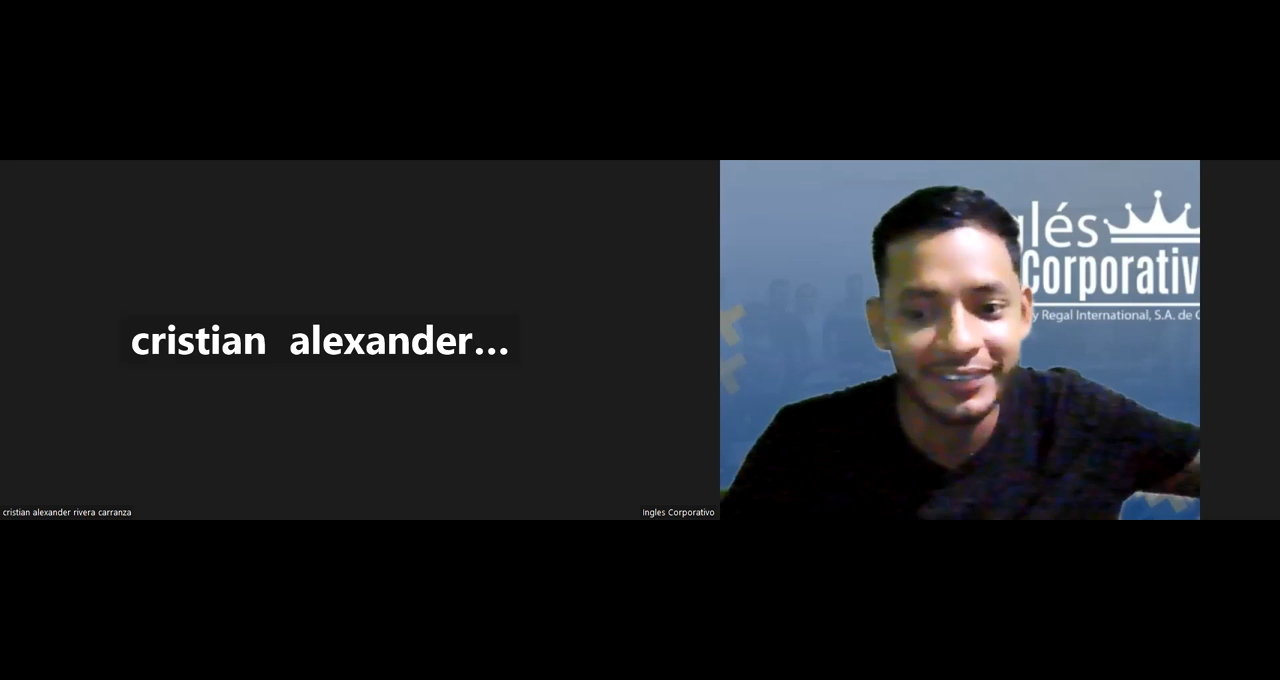 cristian alexander...
cristian alexander rivera carranza
Ingles Corporativo
glés
Corporativ
y Regal International, S.A. de C